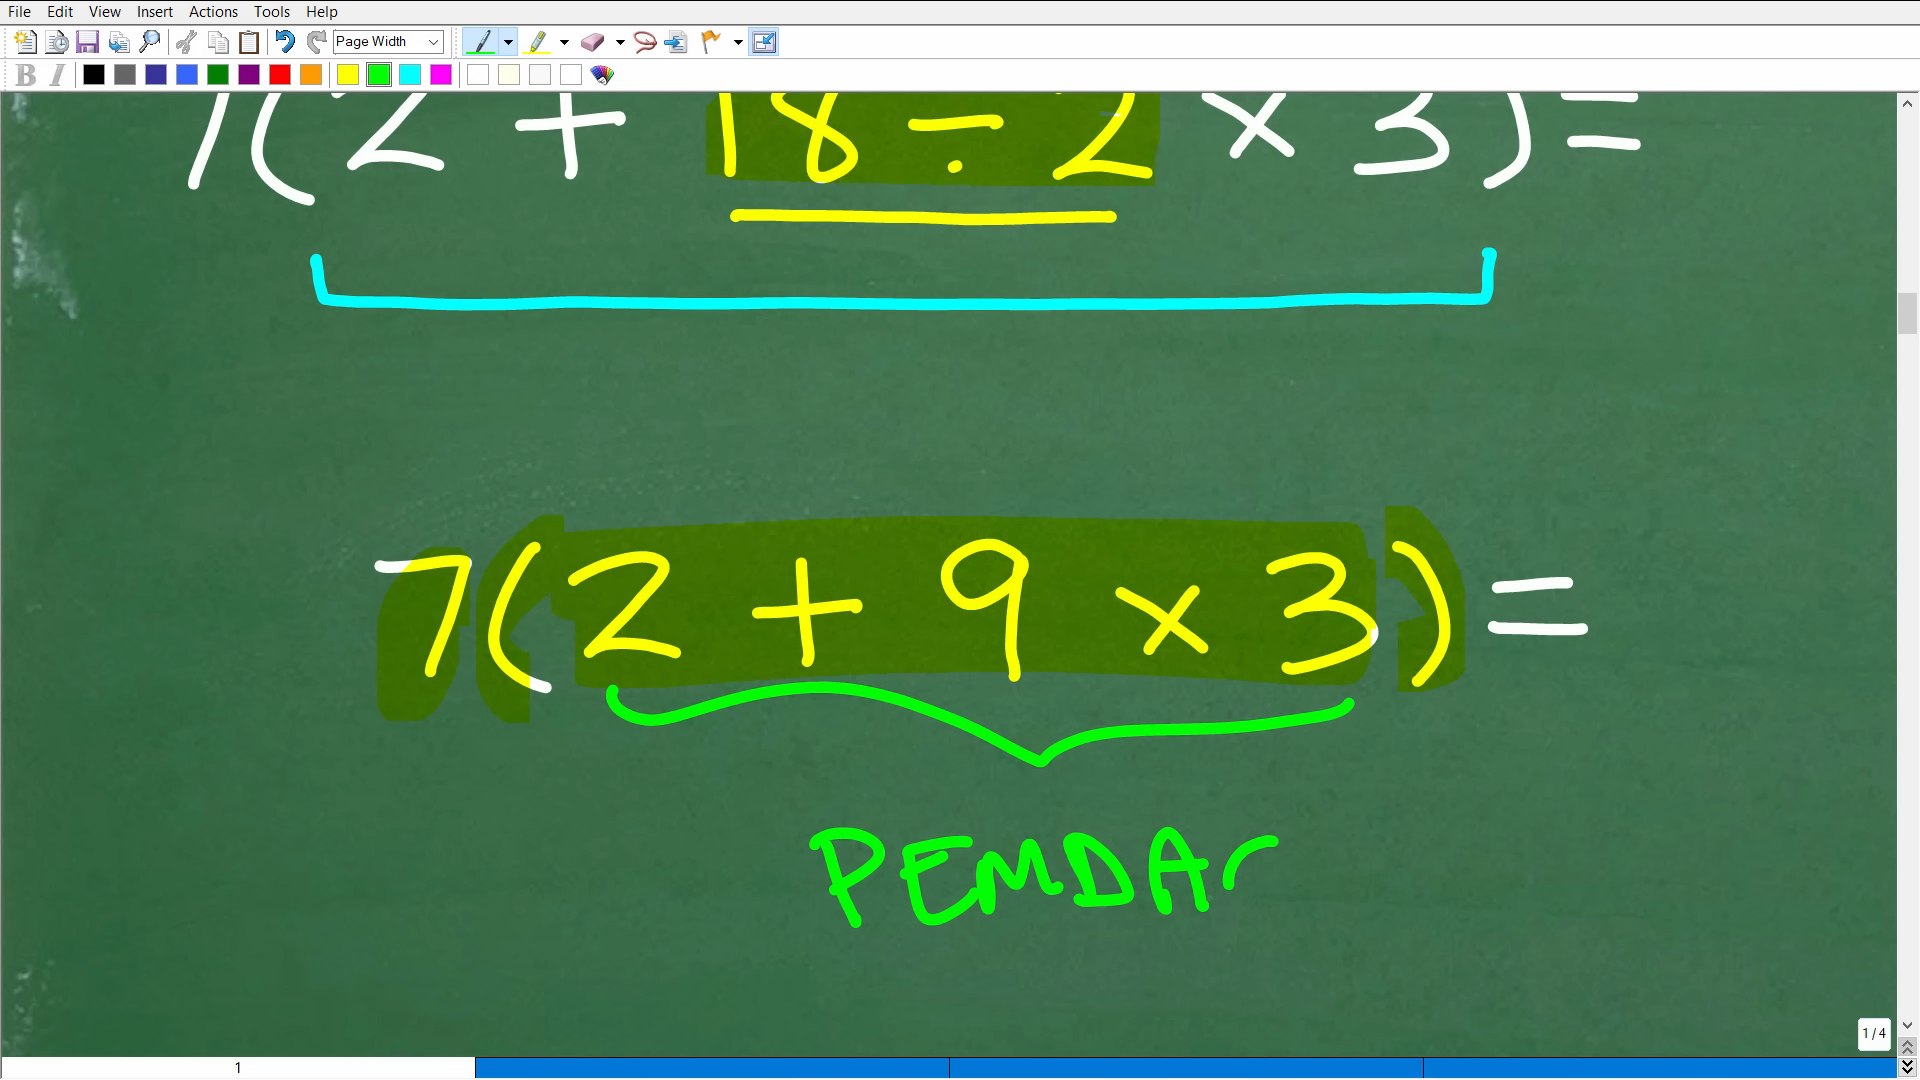 File Edit View Insert Actions Tools Help
Page Width
B I
7(2 + 18 ÷ 2 × 3) =
7(2 + 9 × 3) =
PEMDA
1 / 4
1